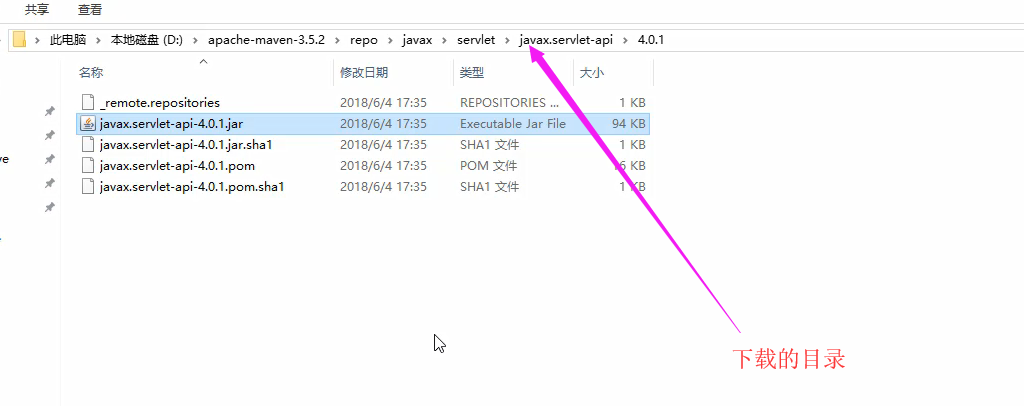 共享 查看
此电脑 本地磁盘 (D:) apache-maven-3.5.2 repo javax servlet javax.servlet-api 4.0.1
名称 修改日期 类型 大小
_remote.repositories 2018/6/4 17:35 REPOSITORIES ... 1 KB
javax.servlet-api-4.0.1.jar 2018/6/4 17:35 Executable Jar File 94 KB
javax.servlet-api-4.0.1.jar.sha1 2018/6/4 17:35 SHA1 文件 1 KB
javax.servlet-api-4.0.1.pom 2018/6/4 17:35 POM 文件 KB
javax.servlet-api-4.0.1.pom.sha1 2018/6/4 17:35 SHA1 文件 1 KB
下载的目录